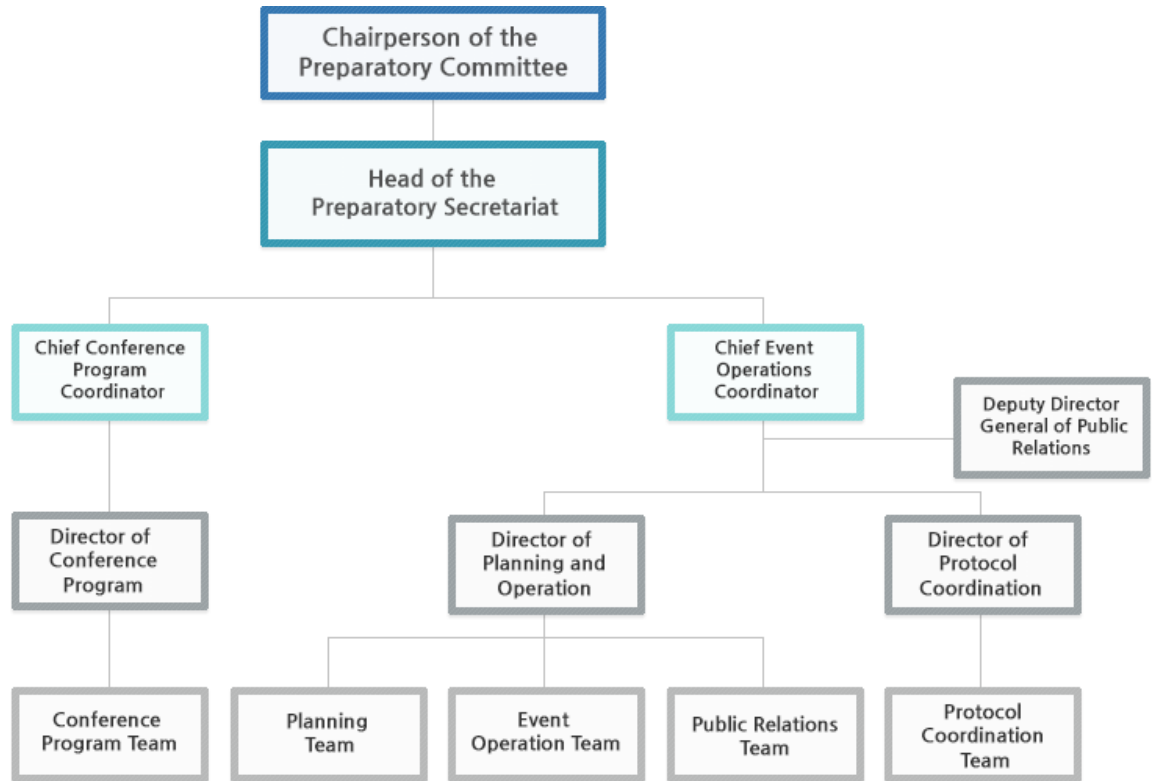 Chairperson of the
Preparatory Committee
Head of the
Preparatory Secretariat
Chief Conference
Program
Coordinator
Chief Event
Operations
Coordinator
Deputy Director
General of Public
Relations
Director of
Conference
Program
Director of
Planning and
Operation
Director of
Protocol
Coordination
Conference
Program Team
Planning
Team
Event
Operation Team
Public Relations
Team
Protocol
Coordination
Team